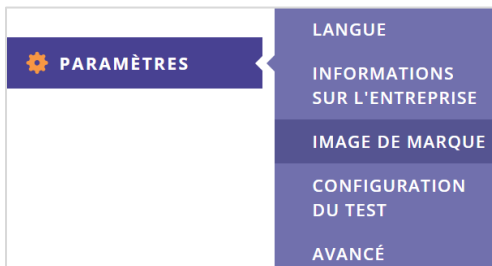 PARAMÈTRES
LANGUE
INFORMATIONS
SUR L'ENTREPRISE
IMAGE DE MARQUE
CONFIGURATION
DU TEST
AVANCÉ